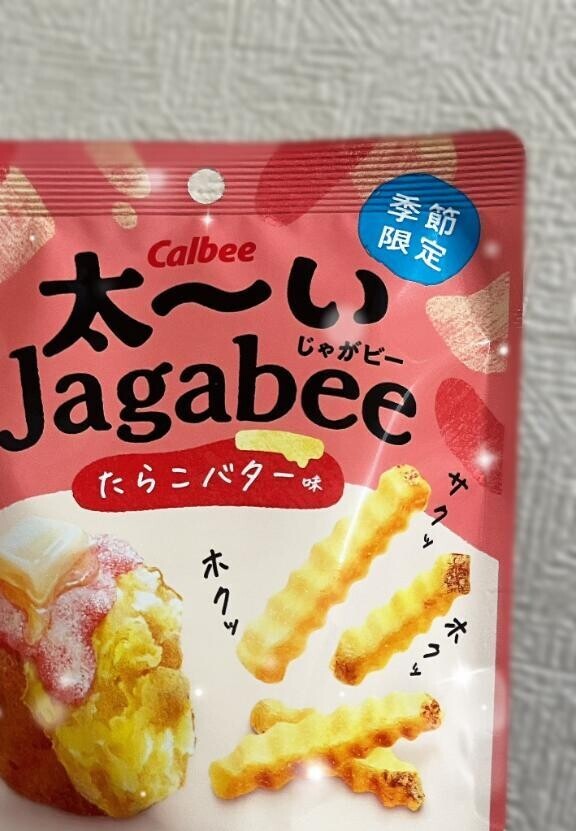 季節
限定
Calbee
太〜い
じゃがビー
Jagabee
たらこバター味
サクッ
ホクッ
ホクッ